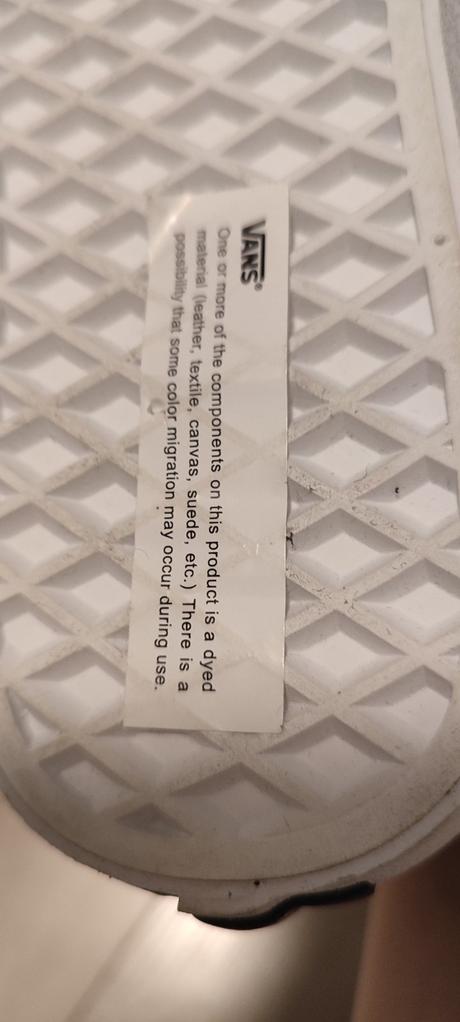 VANS®
One or more of the components on this product is a dyed
material (leather, textile, canvas, suede, etc.) There is a
possibility that some color migration may occur during use.